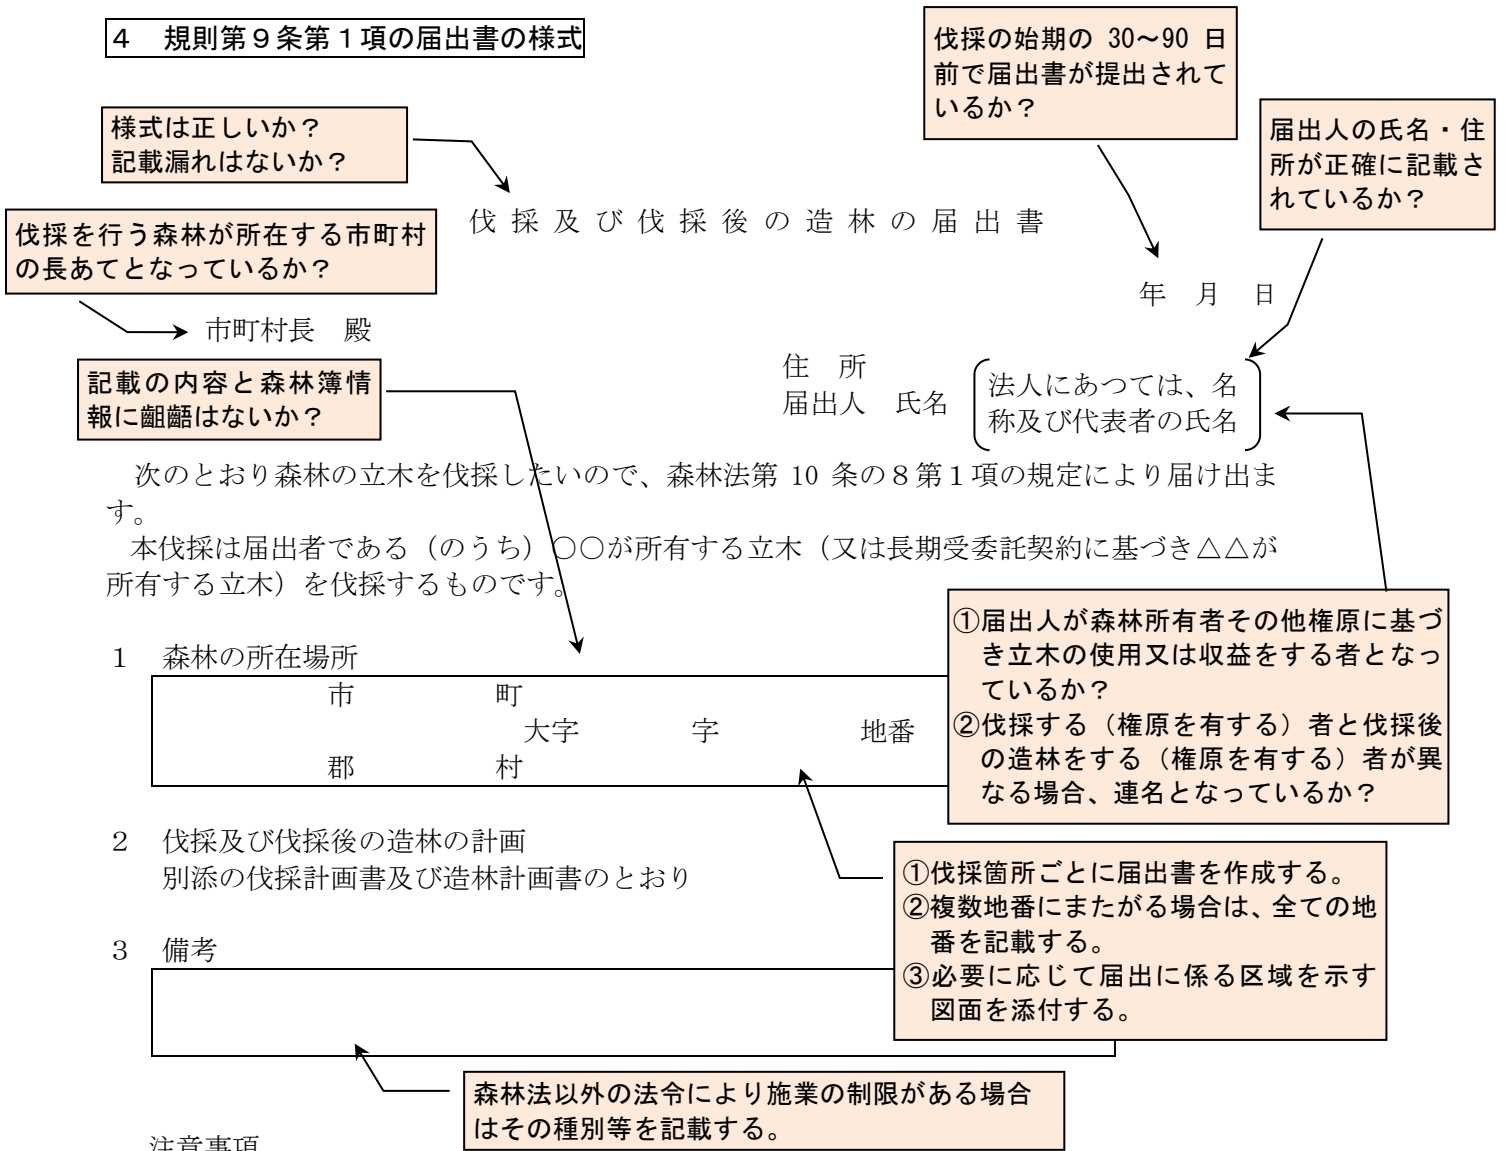 ４　規則第９条第１項の届出書の様式
伐採の始期の 30～90 日
前で届出書が提出されて
いるか？
様式は正しいか？
記載漏れはないか？
届出人の氏名・住
所が正確に記載さ
れているか？
伐採及び伐採後の造林の届出書
伐採を行う森林が所在する市町村
の長あてとなっているか？
年　月　日
市町村長　殿
住　所
届出人　氏名
法人にあつては、名
称及び代表者の氏名
記載の内容と森林簿情
報に齟齬はないか？
次のとおり森林の立木を伐採したいので、森林法第 10 条の８第１項の規定により届け出ま
す。
本伐採は届出者である（のうち）○○が所有する立木（又は長期受委託契約に基づき△△が
所有する立木）を伐採するものです。
①届出人が森林所有者その他権原に基づ
き立木の使用又は収益をする者となっ
ているか？
②伐採する（権原を有する）者と伐採後
の造林をする（権原を有する）者が異
なる場合、連名となっているか？
１　森林の所在場所
市　町
大字　字　地番
郡　村
２　伐採及び伐採後の造林の計画
別添の伐採計画書及び造林計画書のとおり
①伐採箇所ごとに届出書を作成する。
②複数地番にまたがる場合は、全ての地
番を記載する。
③必要に応じて届出に係る区域を示す
図面を添付する。
３　備考
森林法以外の法令により施業の制限がある場合
はその種別等を記載する。
注意事項